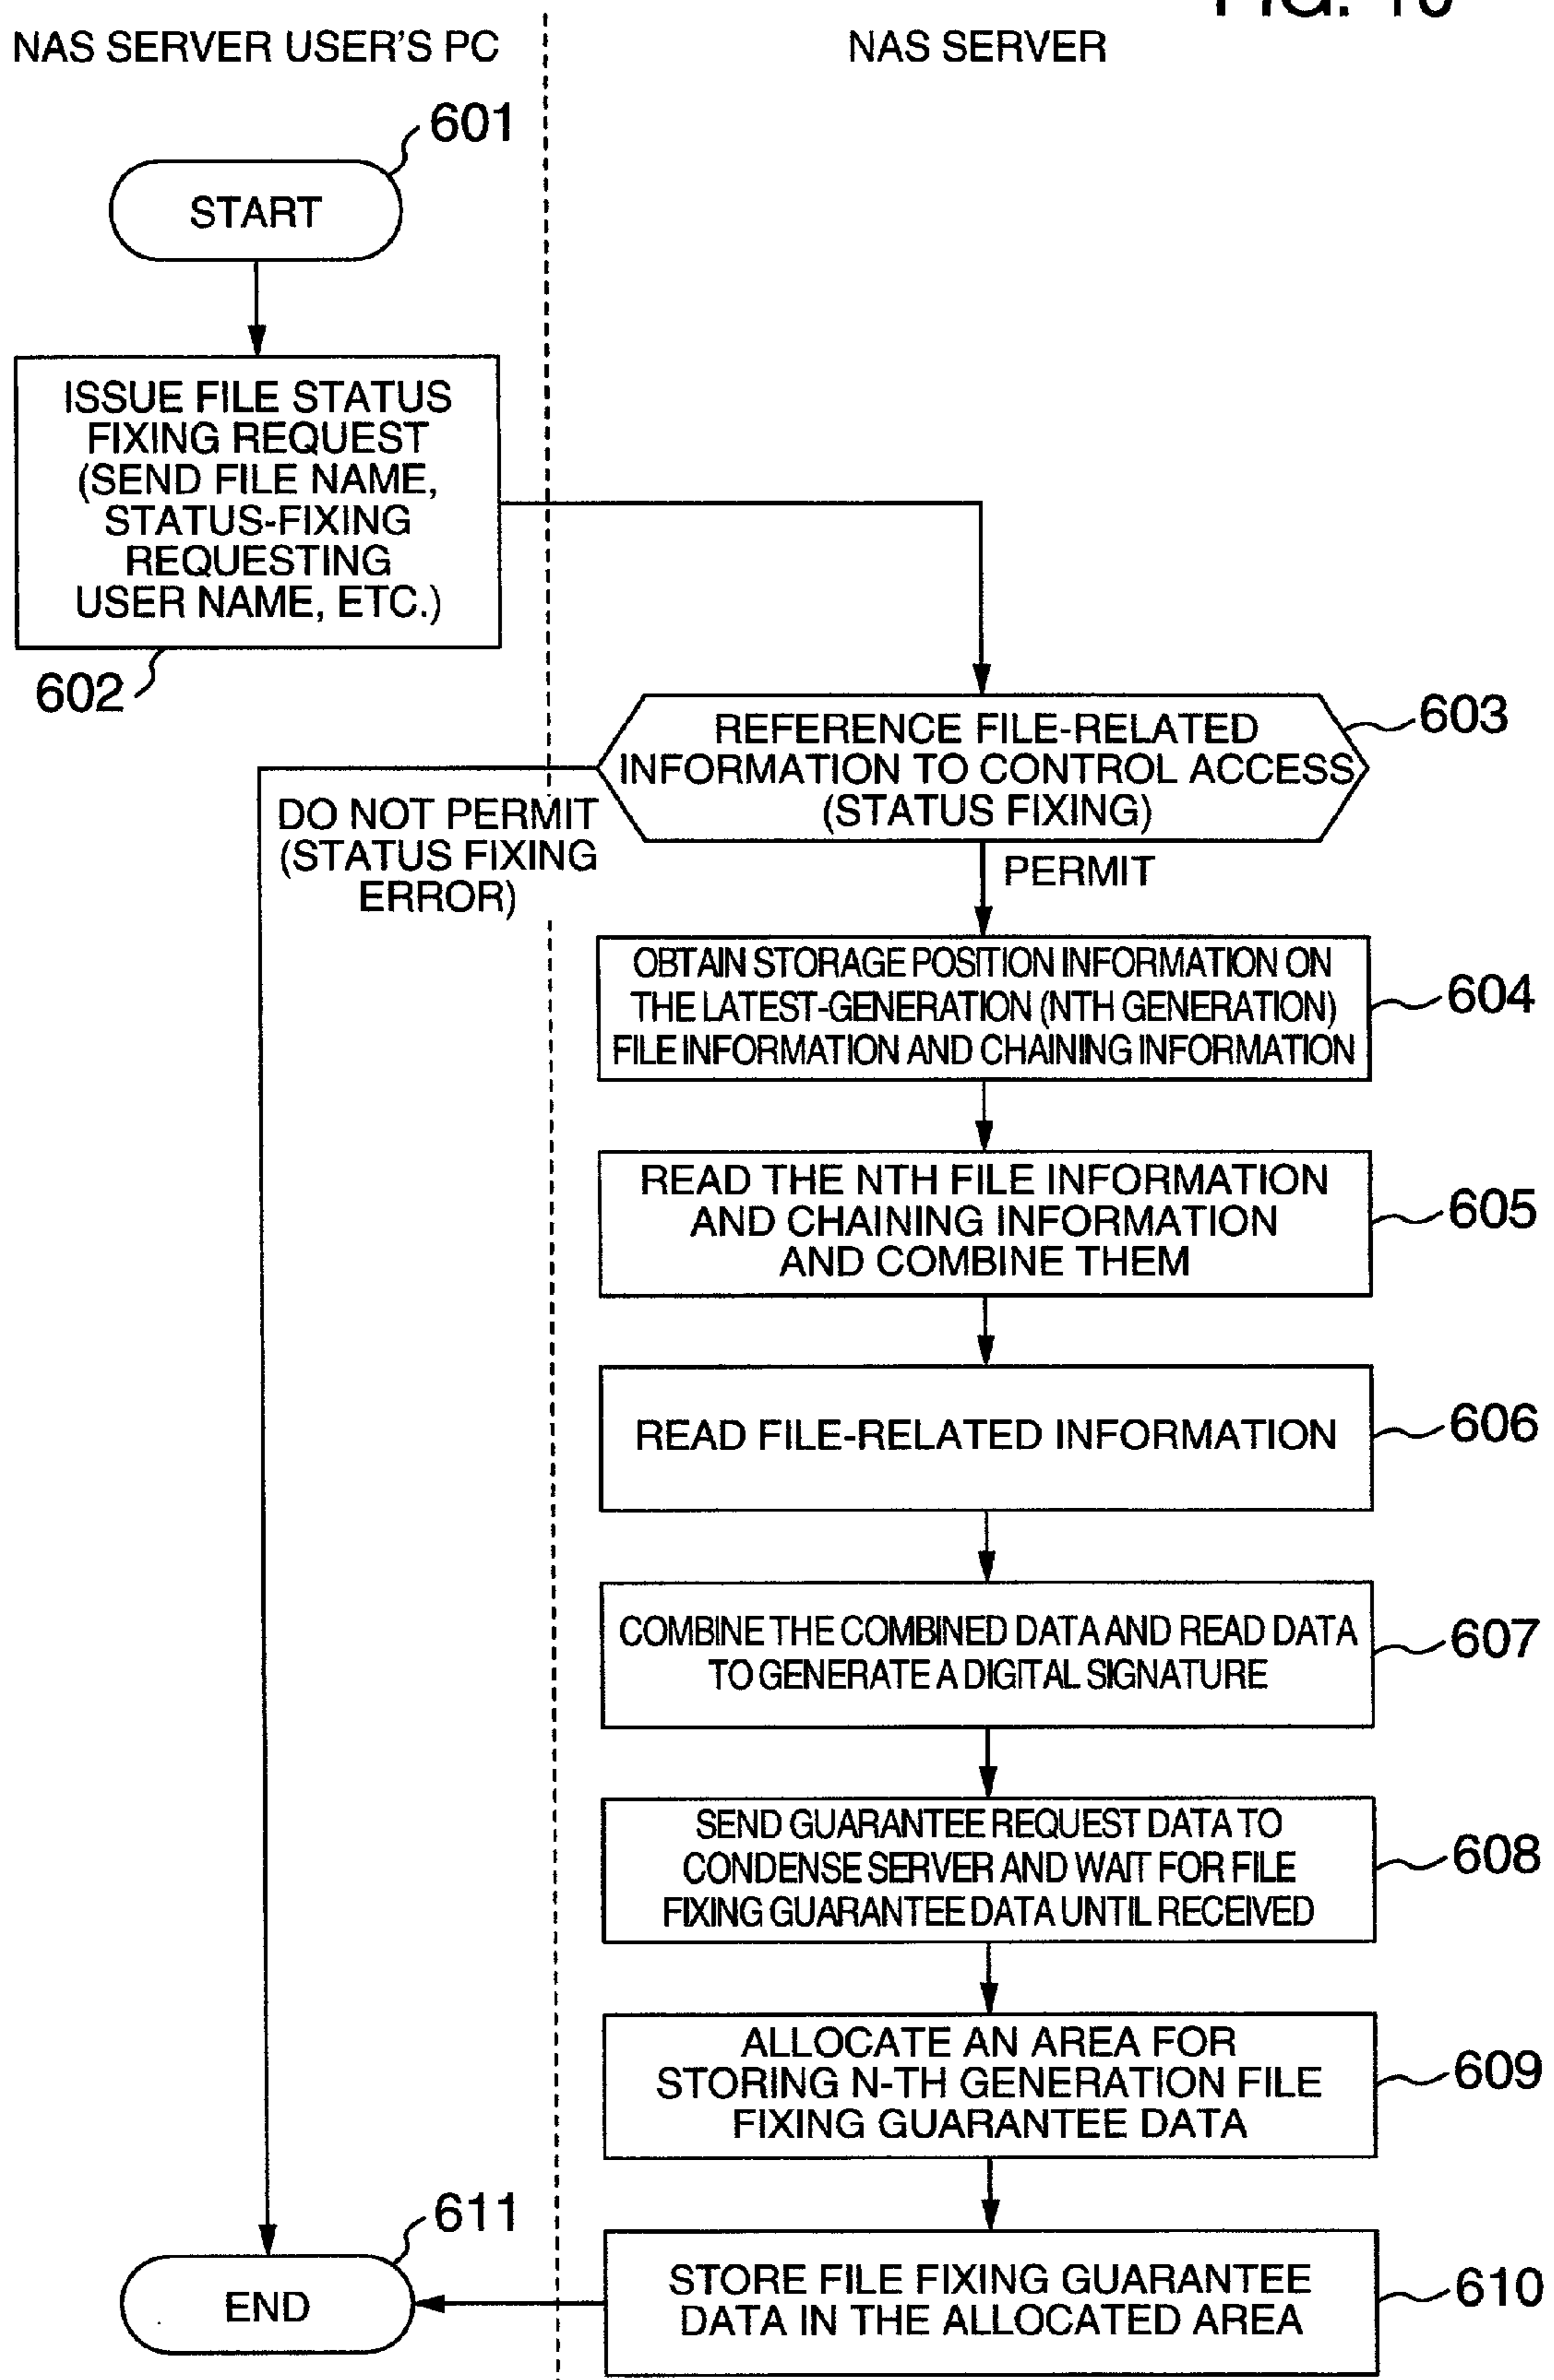 NAS SERVER USER'S PC
NAS SERVER
601
START
ISSUE FILE STATUS
FIXING REQUEST
(SEND FILE NAME,
STATUS-FIXING
REQUESTING
USER NAME, ETC.)
602
REFERENCE FILE-RELATED
INFORMATION TO CONTROL ACCESS
(STATUS FIXING)
603
DO NOT PERMIT
(STATUS FIXING
ERROR)
PERMIT
OBTAIN STORAGE POSITION INFORMATION ON
THE LATEST-GENERATION (NTH GENERATION)
FILE INFORMATION AND CHAINING INFORMATION
604
READ THE NTH FILE INFORMATION
AND CHAINING INFORMATION
AND COMBINE THEM
605
READ FILE-RELATED INFORMATION
606
COMBINE THE COMBINED DATA AND READ DATA
TO GENERATE A DIGITAL SIGNATURE
607
SEND GUARANTEE REQUEST DATA TO
CONDENSE SERVER AND WAIT FOR FILE
FIXING GUARANTEE DATA UNTIL RECEIVED
608
ALLOCATE AN AREA FOR
STORING N-TH GENERATION FILE
FIXING GUARANTEE DATA
609
STORE FILE FIXING GUARANTEE
DATA IN THE ALLOCATED AREA
610
611
END